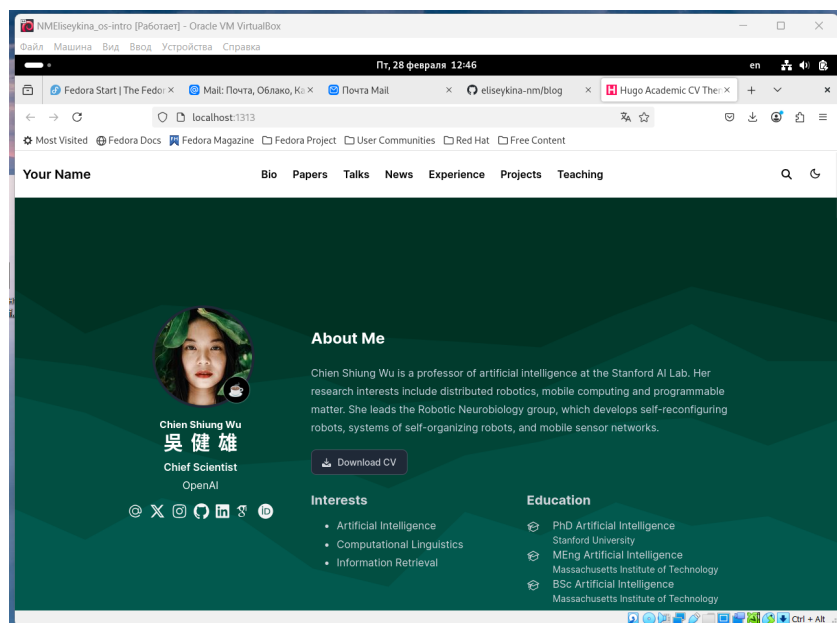 NMEliseykina_os-intro [Работает] - Oracle VM VirtualBox
Файл Машина Вид Ввод Устройства Справка
Пт, 28 февраля 12:46
en
Fedora Start | The Fedor
Mail: Почта, Облако, Ка
Почта Mail
eliseykina-nm/blog
Hugo Academic CV Ther
localhost:1313
Most Visited Fedora Docs Fedora Magazine Fedora Project User Communities Red Hat Free Content
Your Name Bio Papers Talks News Experience Projects Teaching
About Me
Chien Shiung Wu is a professor of artificial intelligence at the Stanford AI Lab. Her
research interests include distributed robotics, mobile computing and programmable
matter. She leads the Robotic Neurobiology group, which develops self-reconfiguring
robots, systems of self-organizing robots, and mobile sensor networks.
Download CV
Chien Shiung Wu
吳健雄
Chief Scientist
OpenAI
Interests
Artificial Intelligence
Computational Linguistics
Information Retrieval
Education
PhD Artificial Intelligence
Stanford University
MEng Artificial Intelligence
Massachusetts Institute of Technology
BSc Artificial Intelligence
Massachusetts Institute of Technology
Ctrl + Alt